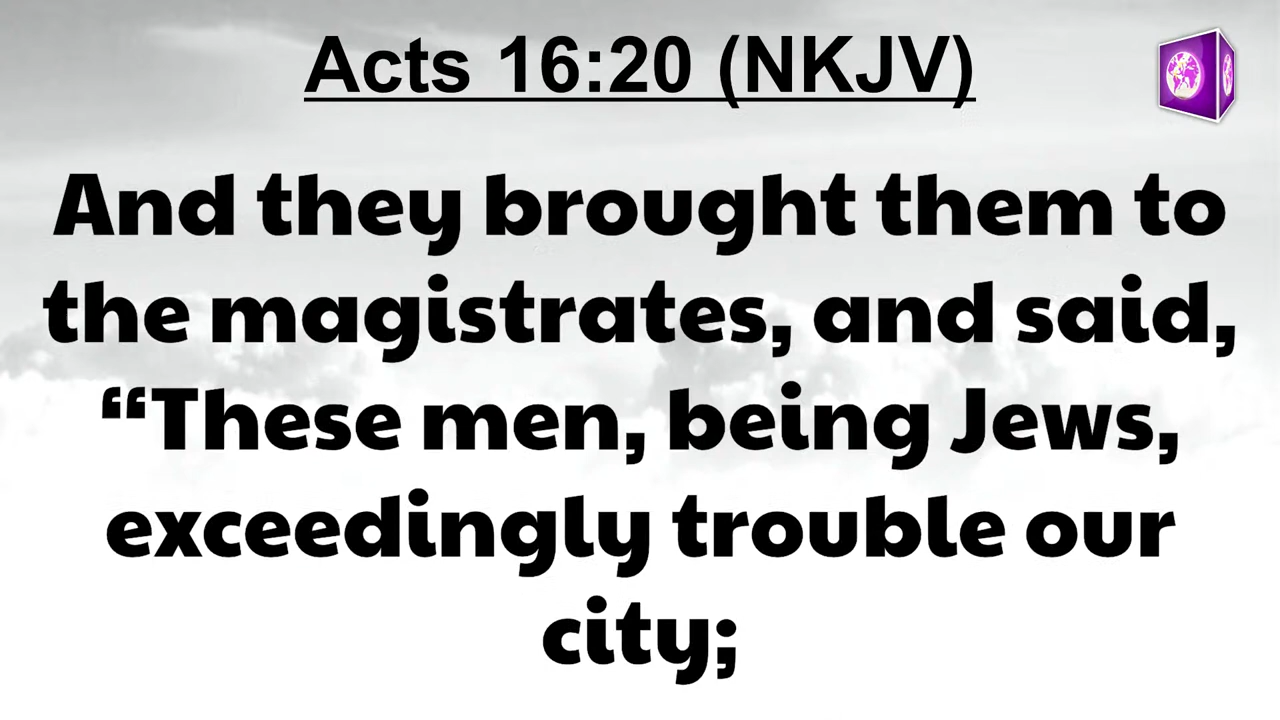 Acts 16:20 (NKJV)
And they brought them to
the magistrates, and said,
“These men, being Jews,
exceedingly trouble our
city;